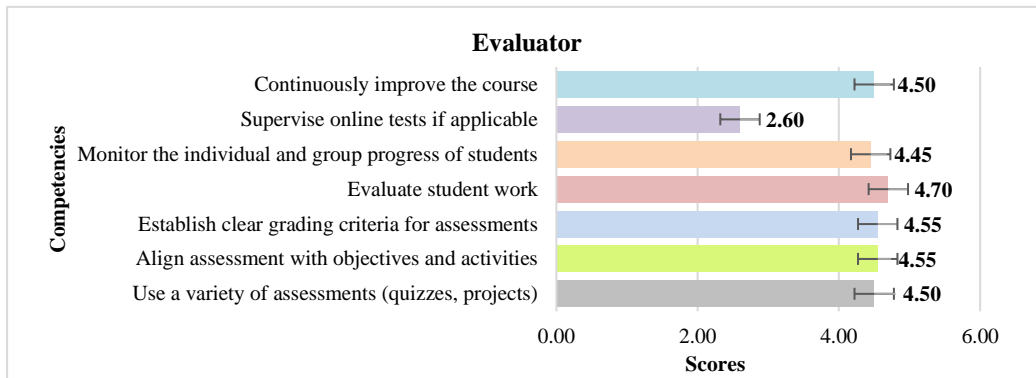 Evaluator
Competencies
Continuously improve the course
4.50
Supervise online tests if applicable
2.60
Monitor the individual and group progress of students
4.45
Evaluate student work
4.70
Establish clear grading criteria for assessments
4.55
Align assessment with objectives and activities
4.55
Use a variety of assessments (quizzes, projects)
4.50
0.00 2.00 4.00 6.00
Scores